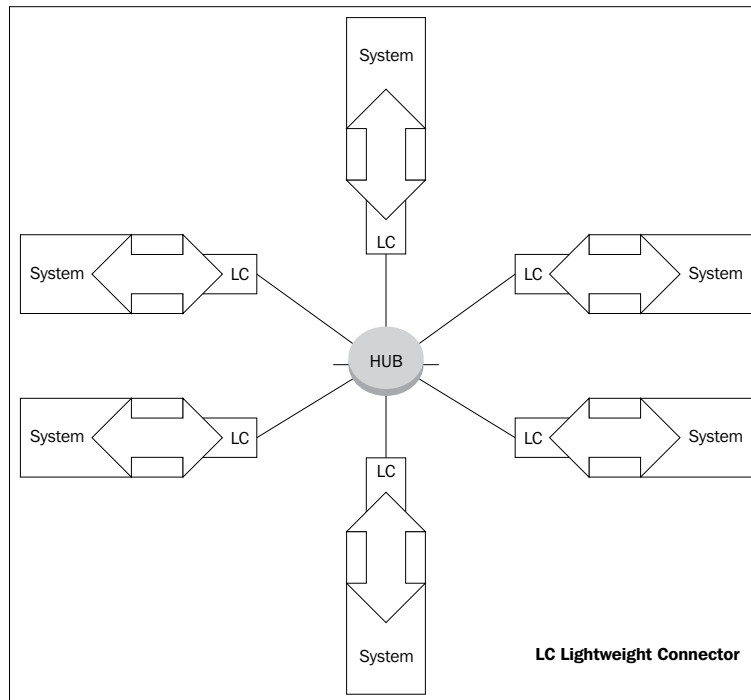 System
LC
System LC
LC System
HUB
System LC
LC System
LC
System
LC Lightweight Connector